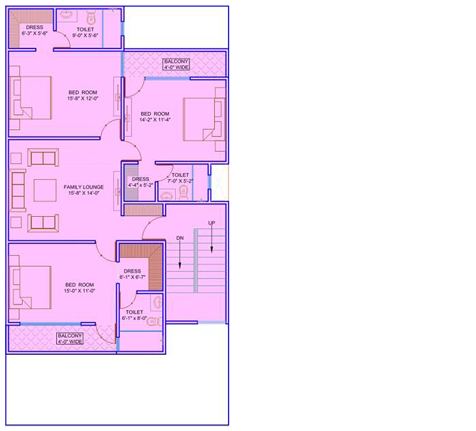 DRESS
6'-3" X 5'-6"
TOILET
9'-0" X 5'-6"
BALCONY
4'-0" WIDE
BED ROOM
15'-8" X 12'-0"
BED ROOM
14'-2" X 11'-4"
DRESS
4'-4" X 5'-2"
TOILET
7'-0" X 5'-2"
FAMILY LOUNGE
15'-8" X 14'-0"
UP
DN
DRESS
6'-1" X 6'-7"
BED ROOM
15'-0" X 11'-0"
TOILET
6'-1" x 8'-0"
BALCONY
4'-0" WIDE